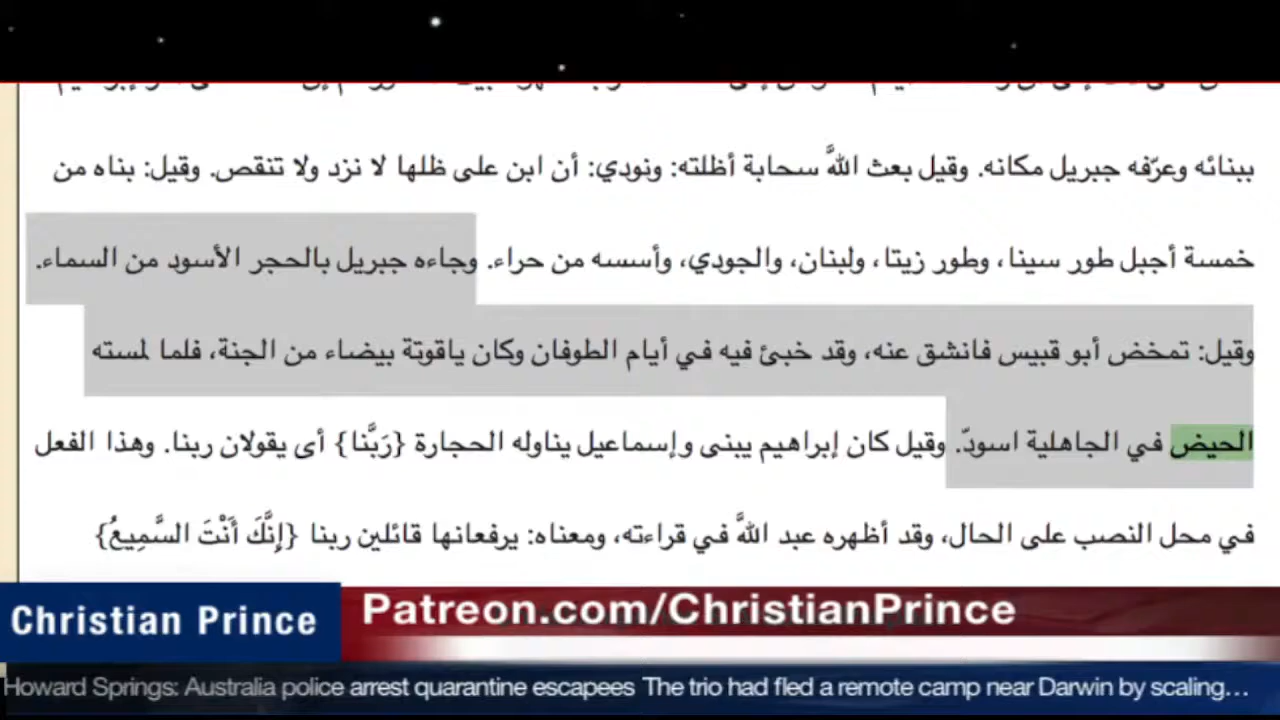 ببنائه وعرّفه جبريل مكانه. وقيل بعث اللهَّ سحابة أظلته: ونودي: أن ابن على ظلها لا نزد ولا تنقص. وقيل: بناه من
خمسة أجبل طور سينا، وطور زيتا، ولبنان، والجودي، وأسسه من حراء. وجاءه جبريل بالحجر الأسود من السماء.
وقيل: تمخض أبو قبيس فانشق عنه، وقد خبئ فيه في أيام الطوفان وكان ياقوتة بيضاء من الجنة، فلما لمسته
الحيض في الجاهلية اسودّ. وقيل كان إبراهيم يبنى وإسماعيل يناوله الحجارة {رَبَّنا} أى يقولان ربنا. وهذا الفعل
في محل النصب على الحال، وقد أظهره عبد اللهَّ في قراءته، ومعناه: يرفعانها قائلين ربنا {إِنَّكَ أَنْتَ السَّمِيعُ}
Christian Prince
Patreon.com/ChristianPrince
Howard Springs: Australia police arrest quarantine escapees The trio had fled a remote camp near Darwin by scaling...